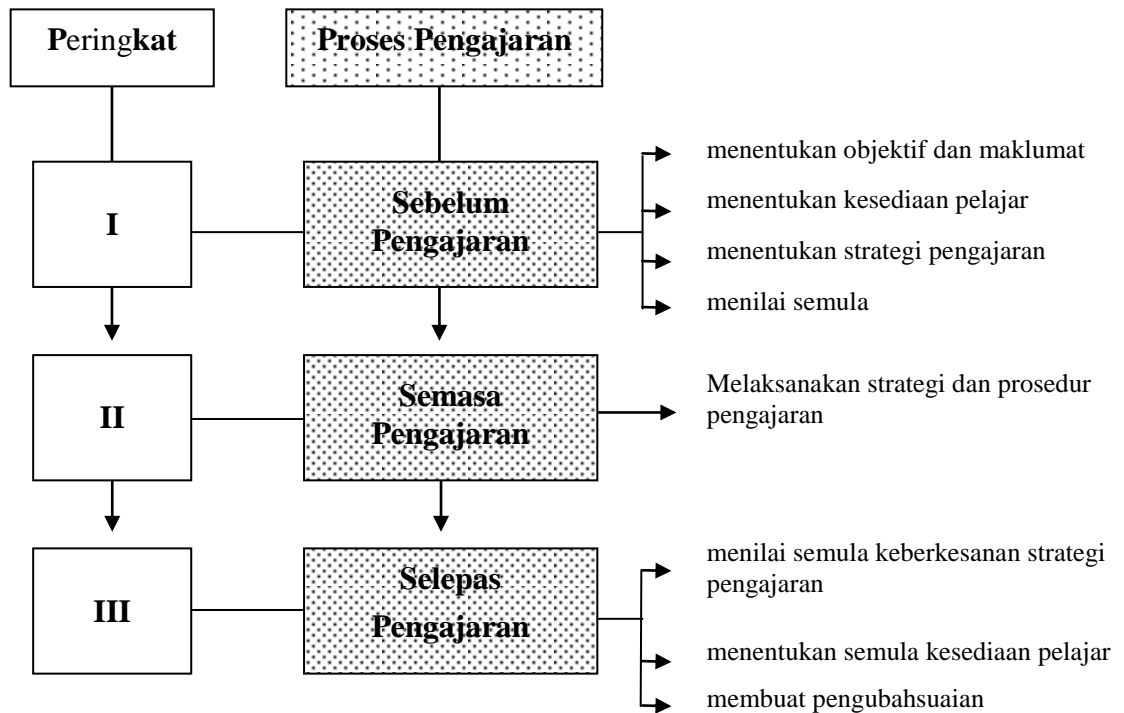 Peringkat
Proses Pengajaran
I
Sebelum
Pengajaran
menentukan objektif dan maklumat
menentukan kesediaan pelajar
menentukan strategi pengajaran
menilai semula
II
Semasa
Pengajaran
Melaksanakan strategi dan prosedur
pengajaran
III
Selepas
Pengajaran
menilai semula keberkesanan strategi
pengajaran
menentukan semula kesediaan pelajar
membuat pengubahsuaian